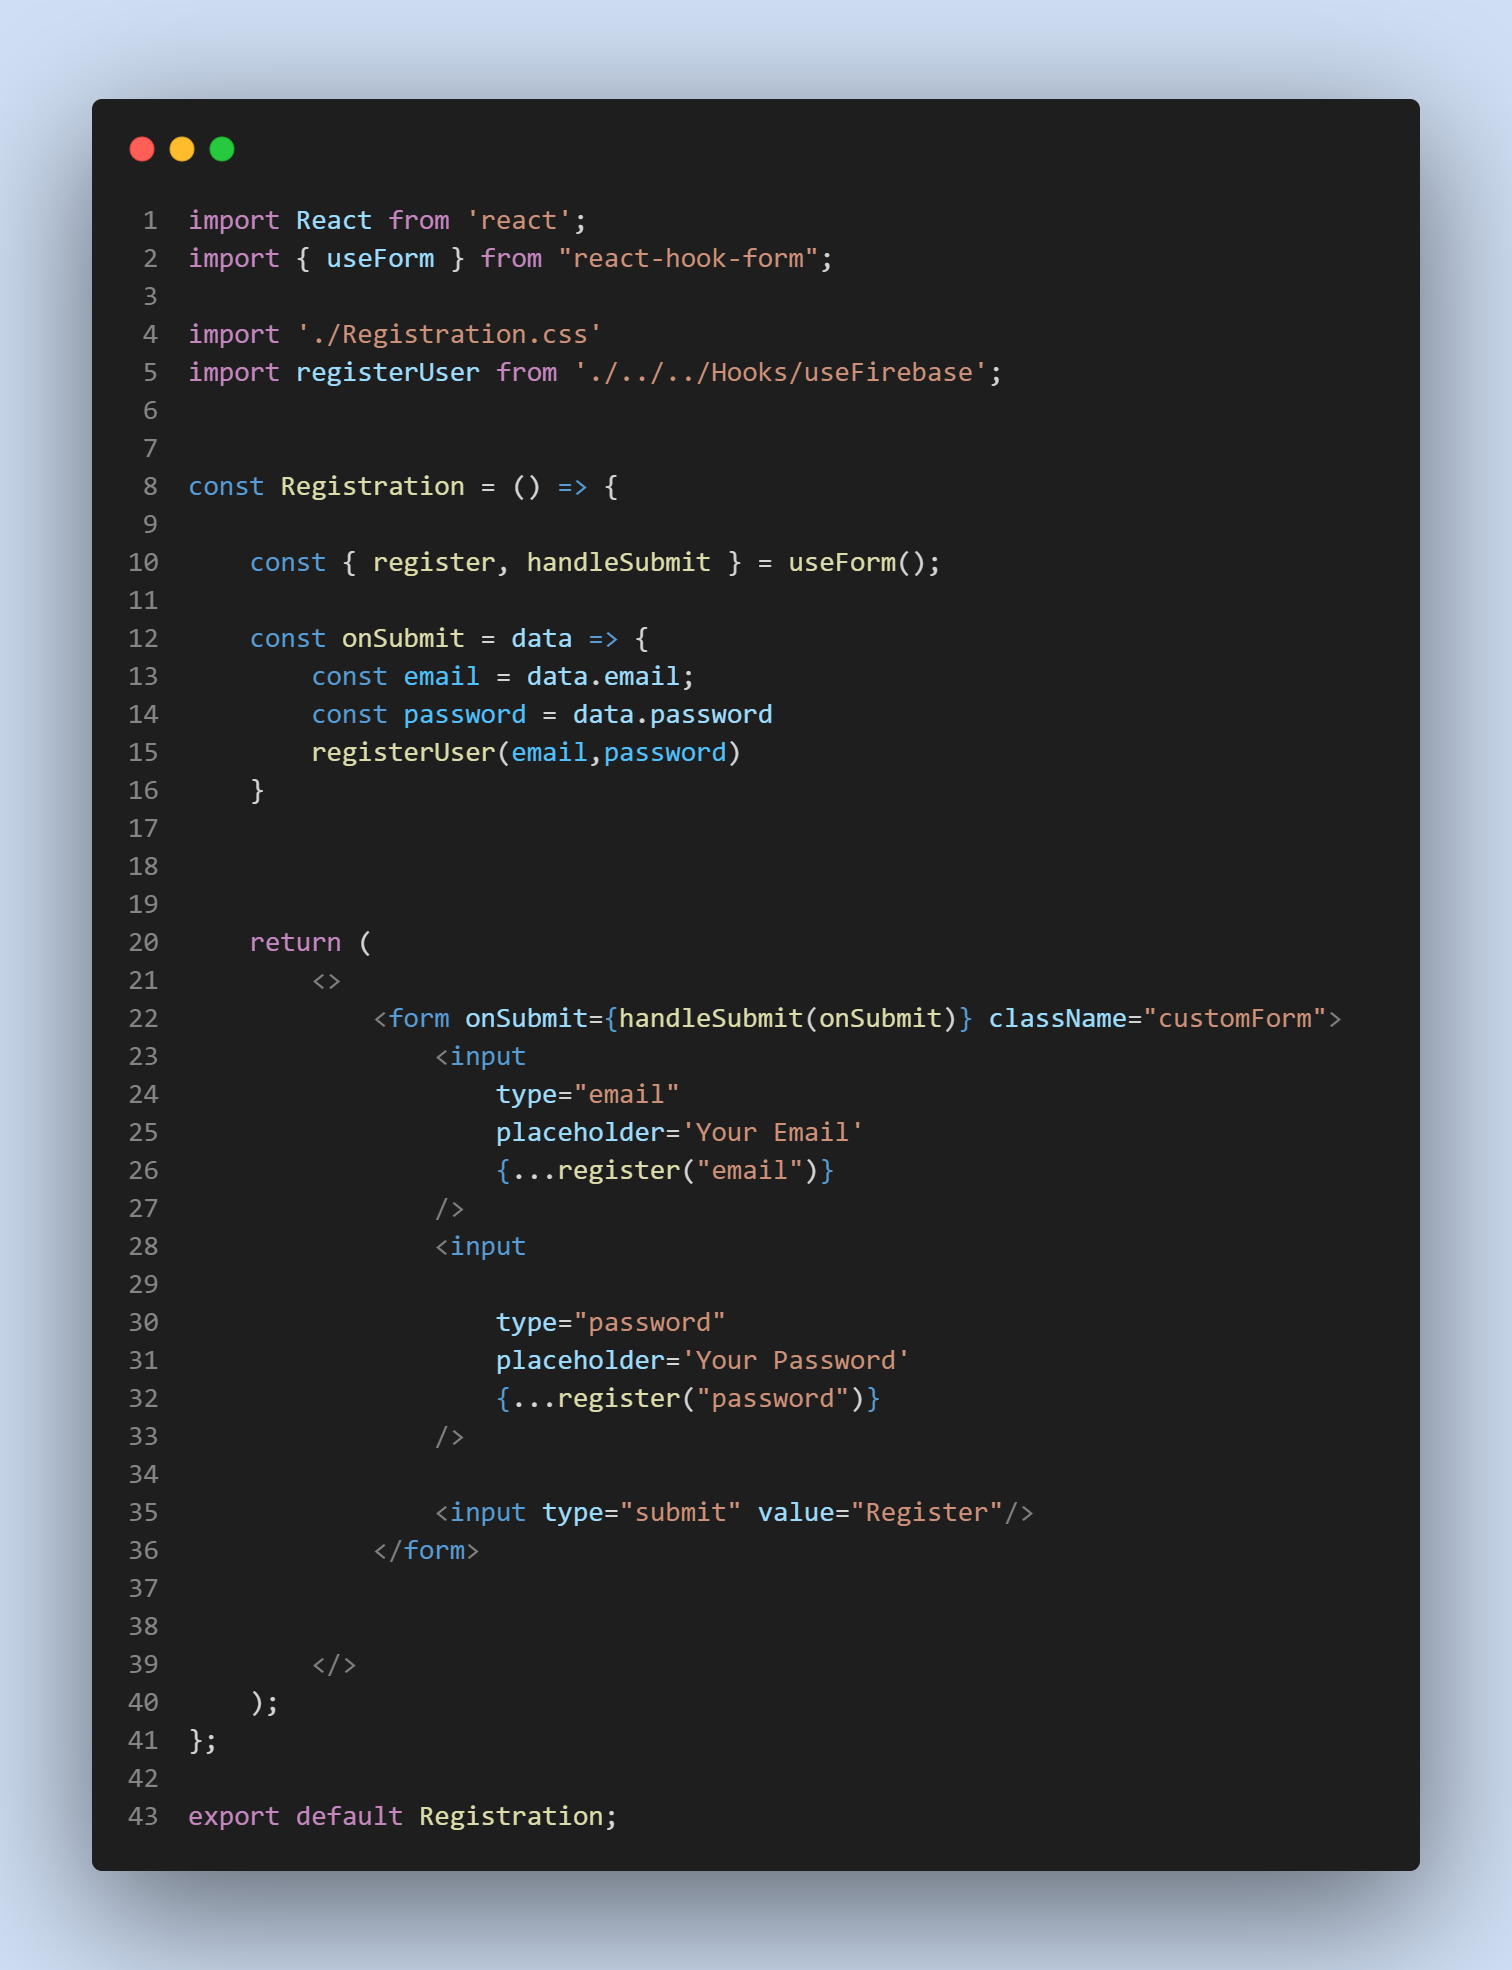 1 import React from 'react';
2 import { useForm } from "react-hook-form";
3
4 import './Registration.css'
5 import registerUser from './../../Hooks/useFirebase';
6
7
8 const Registration = () => {
9
10     const { register, handleSubmit } = useForm();
11
12     const onSubmit = data => {
13         const email = data.email;
14         const password = data.password
15         registerUser(email,password)
16     }
17
18
19
20     return (
21         <>
22             <form onSubmit={handleSubmit(onSubmit)} className="customForm">
23                 <input
24                     type="email"
25                     placeholder='Your Email'
26                     {...register("email")}
27                 />
28                 <input
29
30                     type="password"
31                     placeholder='Your Password'
32                     {...register("password")}
33                 />
34
35                 <input type="submit" value="Register"/>
36             </form>
37
38
39         </>
40     );
41 };
42
43 export default Registration;